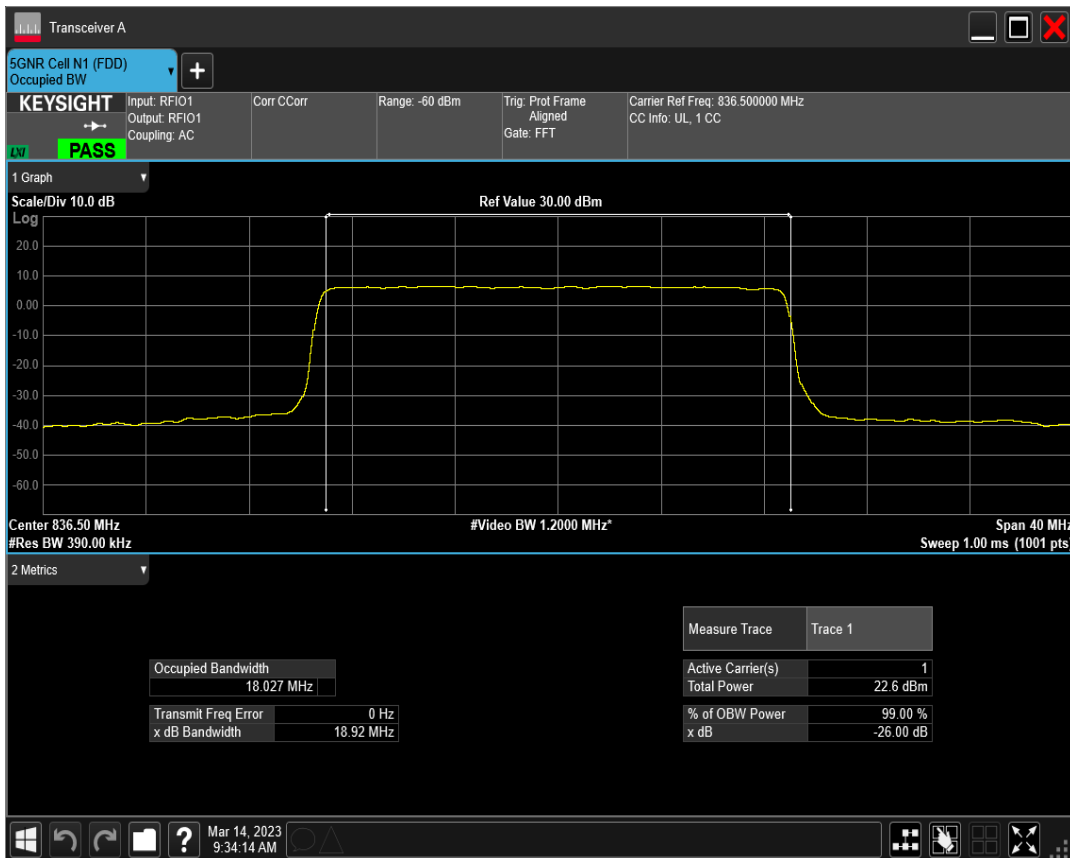 Transceiver A
5GNR Cell N1 (FDD)
Occupied BW
KEYSIGHT
LXI
PASS
Input: RFIO1
Output: RFIO1
Coupling: AC
Corr CCorr
Range: -60 dBm
Trig: Prot Frame
Aligned
Gate: FFT
Carrier Ref Freq: 836.500000 MHz
CC Info: UL, 1 CC
1 Graph
Scale/Div 10.0 dB
Ref Value 30.00 dBm
Log
20.0
10.0
0.00
-10.0
-20.0
-30.0
-40.0
-50.0
-60.0
Center 836.50 MHz
#Video BW 1.2000 MHz*
Span 40 MHz
#Res BW 390.00 kHz
Sweep 1.00 ms (1001 pts)
2 Metrics
Measure Trace Trace 1
Occupied Bandwidth
18.027 MHz
Active Carrier(s) 1
Total Power 22.6 dBm
Transmit Freq Error 0 Hz
x dB Bandwidth 18.92 MHz
% of OBW Power 99.00 %
x dB -26.00 dB
?
Mar 14, 2023
9:34:14 AM